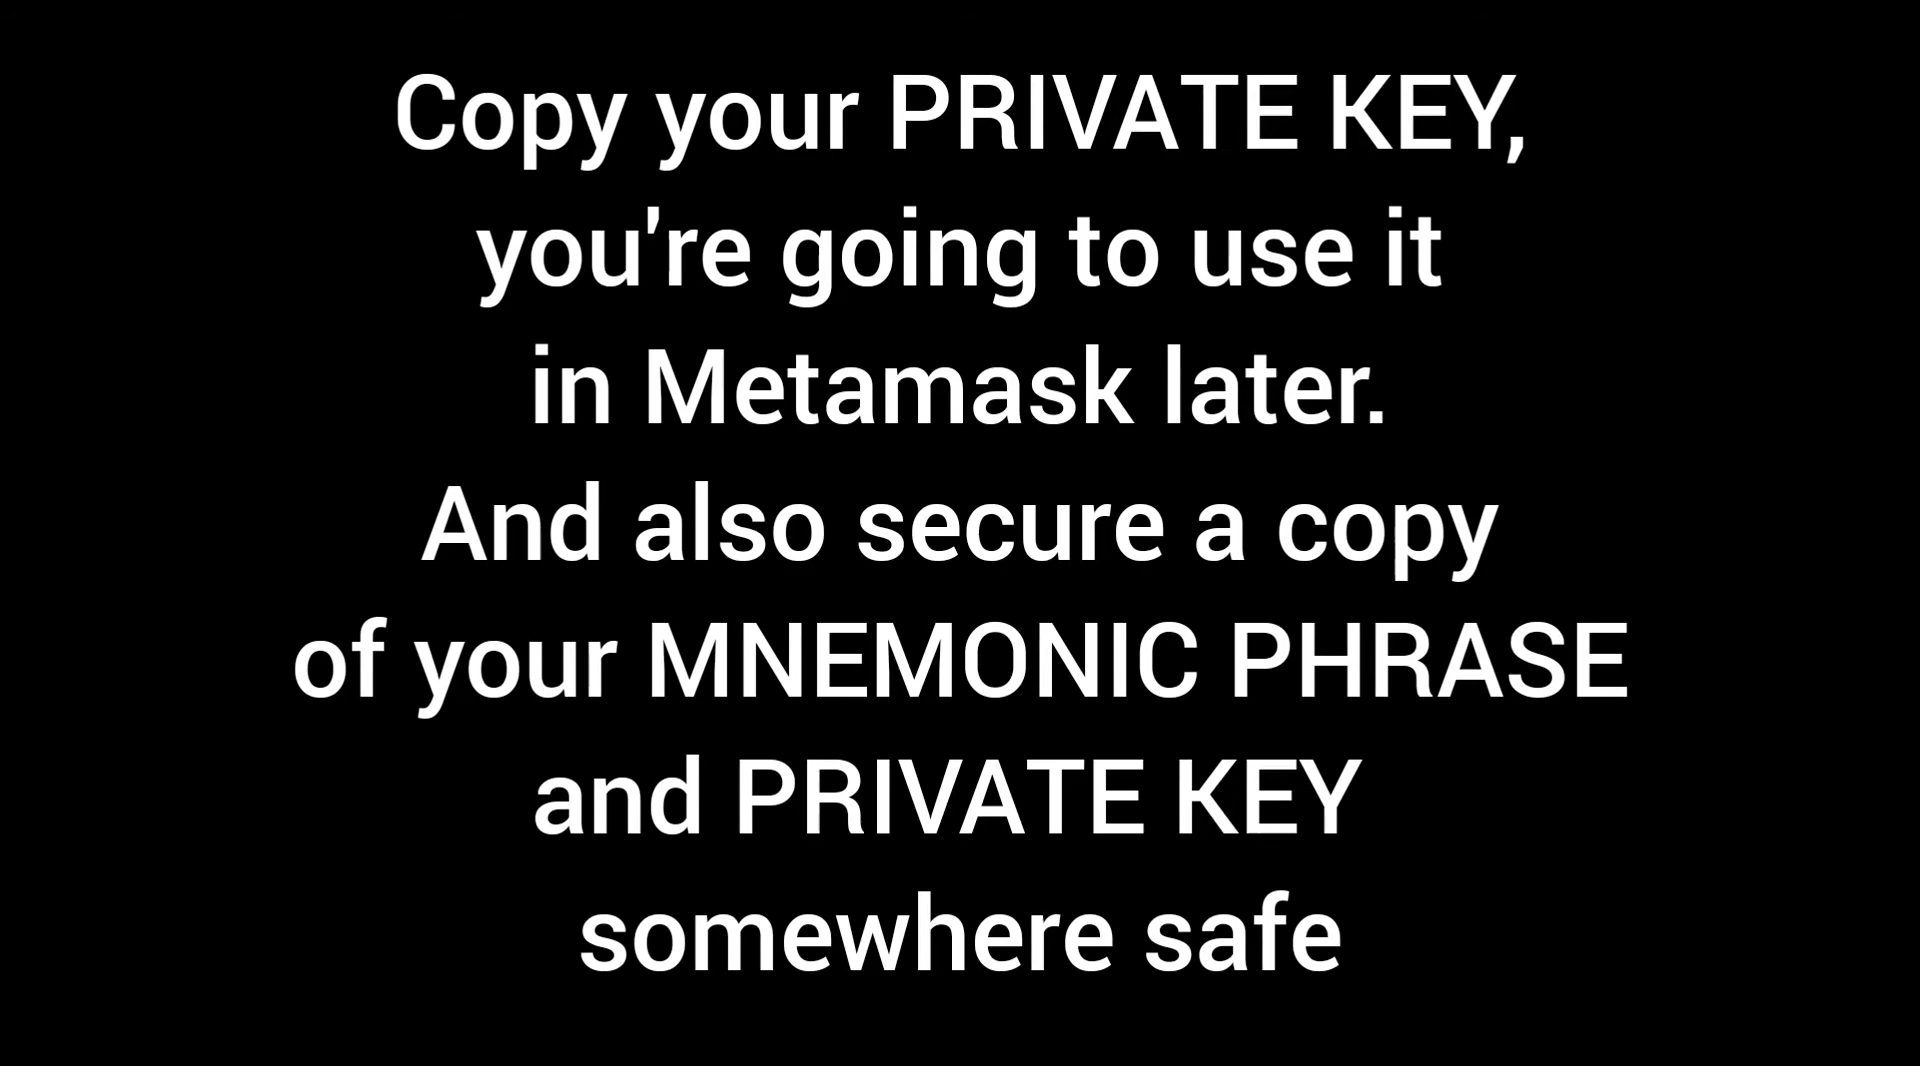 Copy your PRIVATE KEY,
you're going to use it
in Metamask later.
And also secure a copy
of your MNEMONIC PHRASE
and PRIVATE KEY
somewhere safe